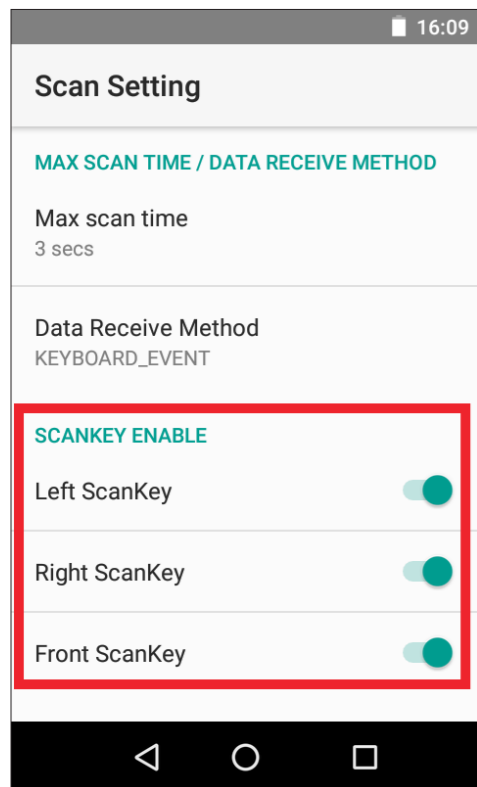 16:09
Scan Setting
MAX SCAN TIME / DATA RECEIVE METHOD
Max scan time
3 secs
Data Receive Method
KEYBOARD_EVENT
SCANKEY ENABLE
Left ScanKey
Right ScanKey
Front ScanKey